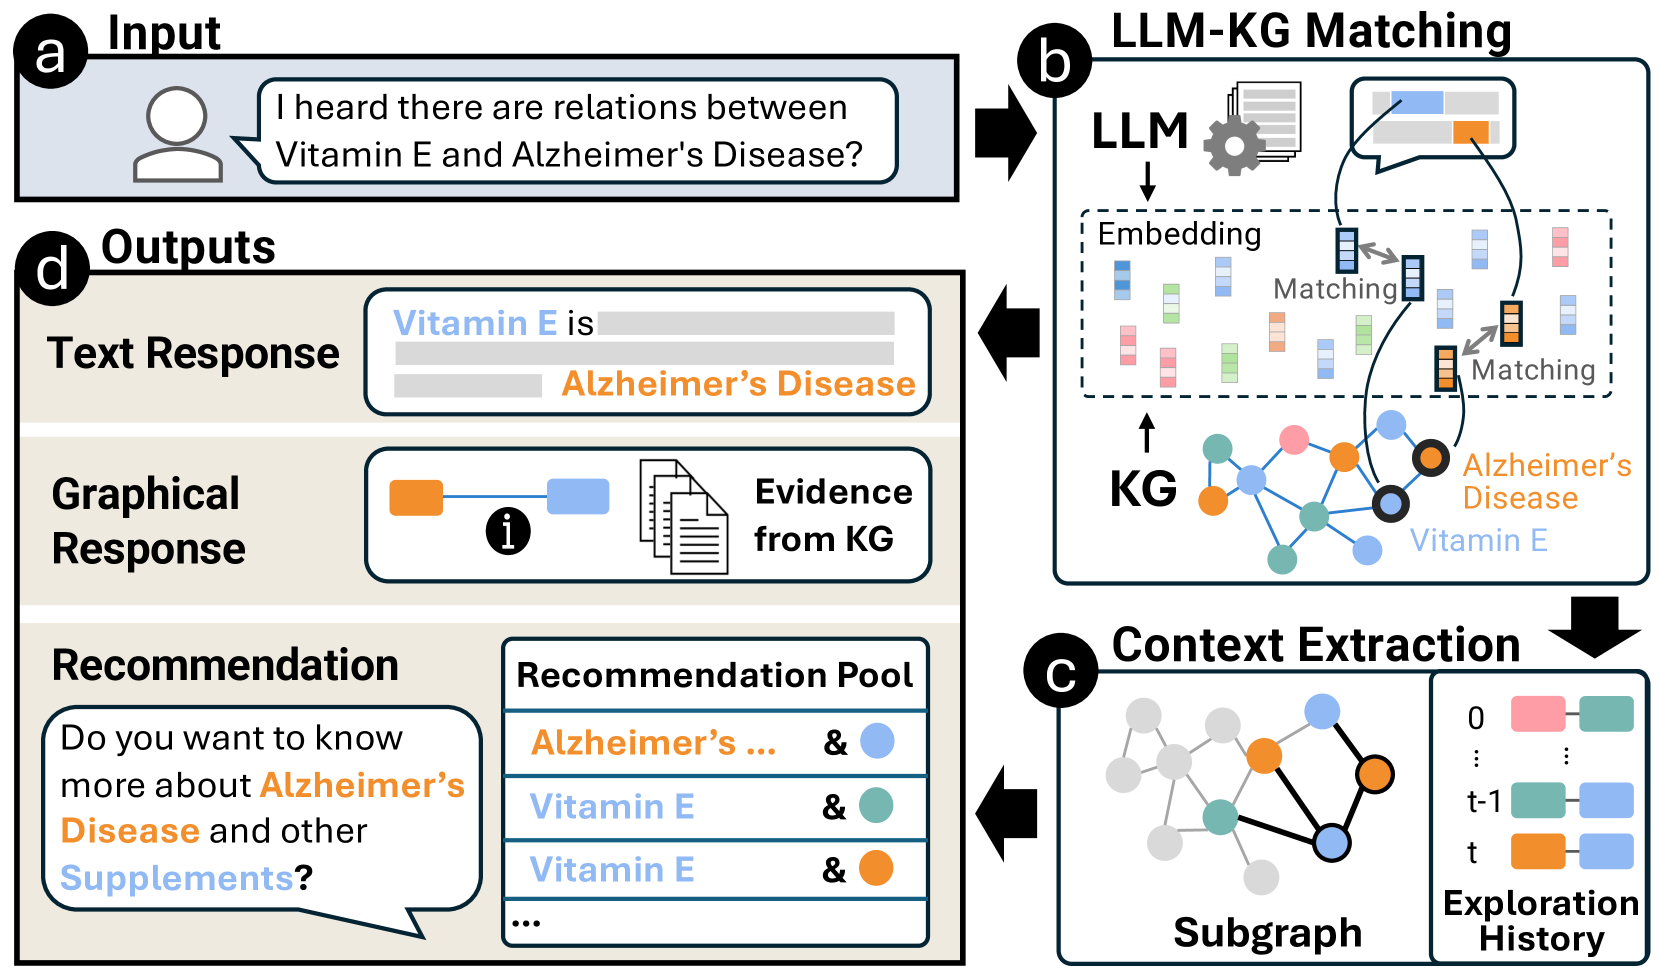 a
Input
I heard there are relations between
Vitamin E and Alzheimer's Disease?
b
LLM-KG Matching
LLM
Embedding
Matching
Matching
KG
Alzheimer's
Disease
Vitamin E
c
Context Extraction
Subgraph
0
⋮
⋮
t-1
t
Exploration
History
d
Outputs
Text Response
Vitamin E is
Alzheimer's Disease
Graphical
Response
i
Evidence
from KG
Recommendation
Do you want to know
more about Alzheimer's
Disease and other
Supplements?
Recommendation Pool
Alzheimer's ... &
Vitamin E &
Vitamin E &
...